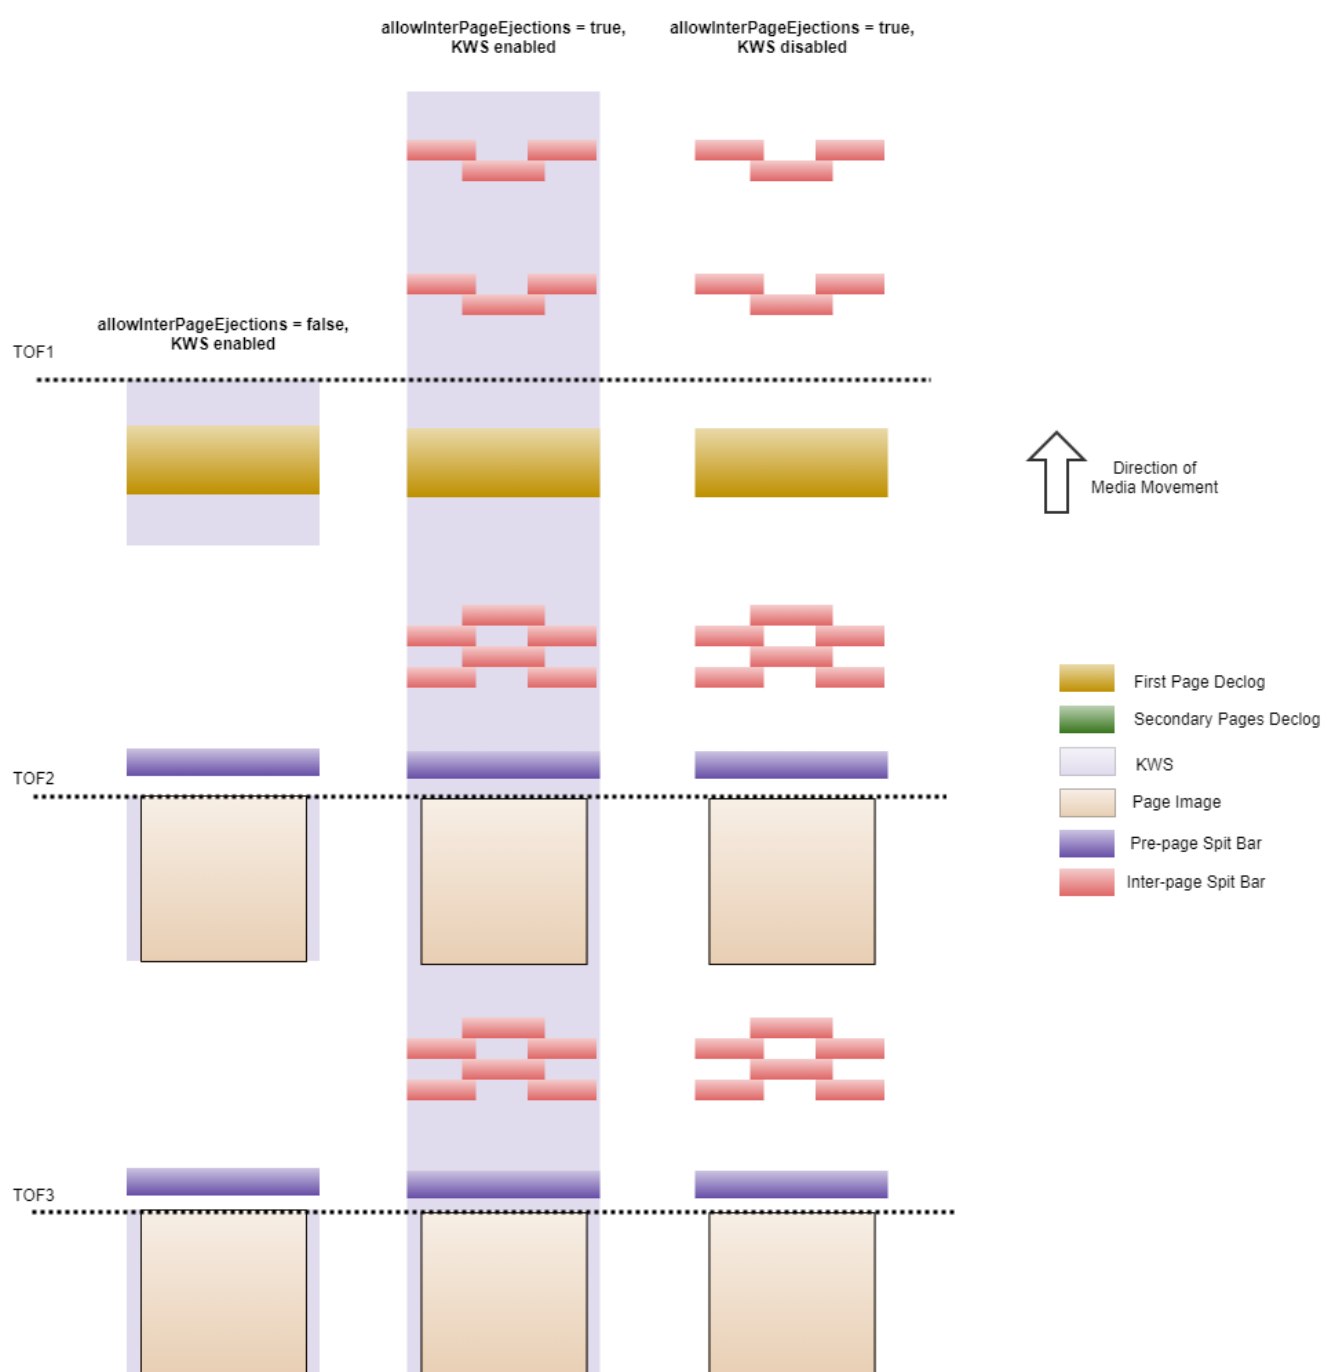 allowInterPageEjections = true,
KWS enabled
allowInterPageEjections = true,
KWS disabled
allowInterPageEjections = false,
KWS enabled
TOF1
Direction of
Media Movement
First Page Declog
Secondary Pages Declog
KWS
TOF2
Page Image
Pre-page Spit Bar
Inter-page Spit Bar
TOF3